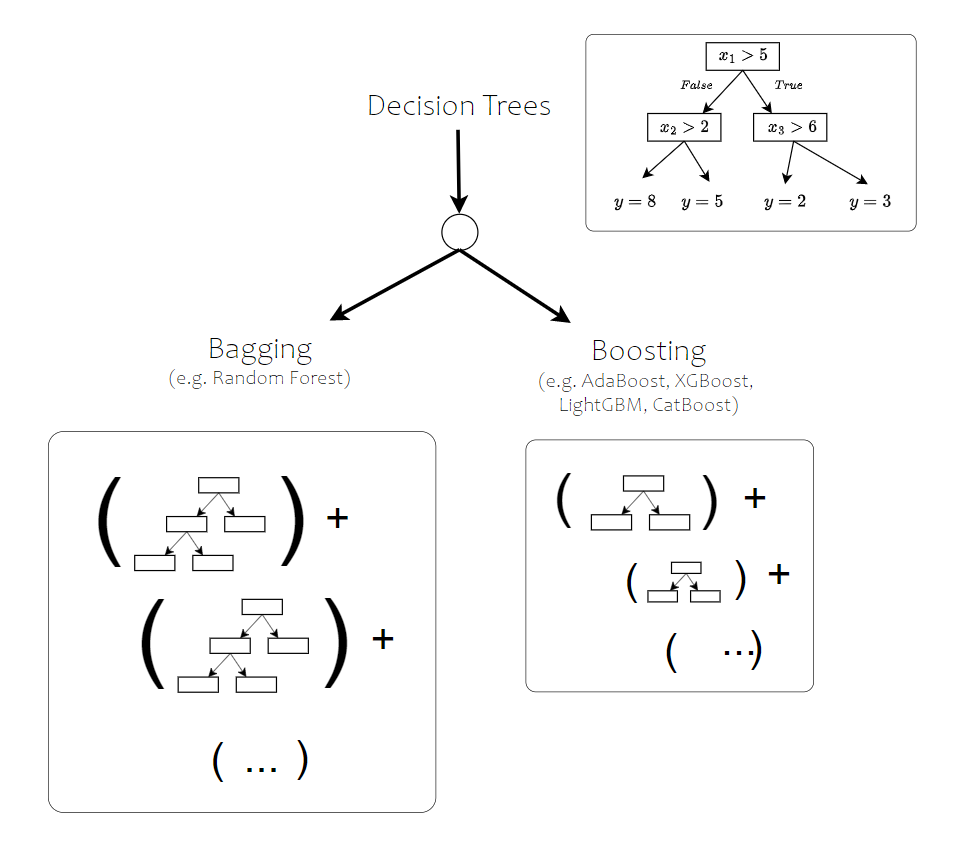 x₁ > 5
False True
Decision Trees
x₂ > 2 x₃ > 6
y = 8 y = 5 y = 2 y = 3
Bagging
(e.g. Random Forest)
Boosting
(e.g. AdaBoost, XGBoost,
LightGBM, CatBoost)
( ) +
( ) +
( ... )
( ) +
( ) +
( ... )